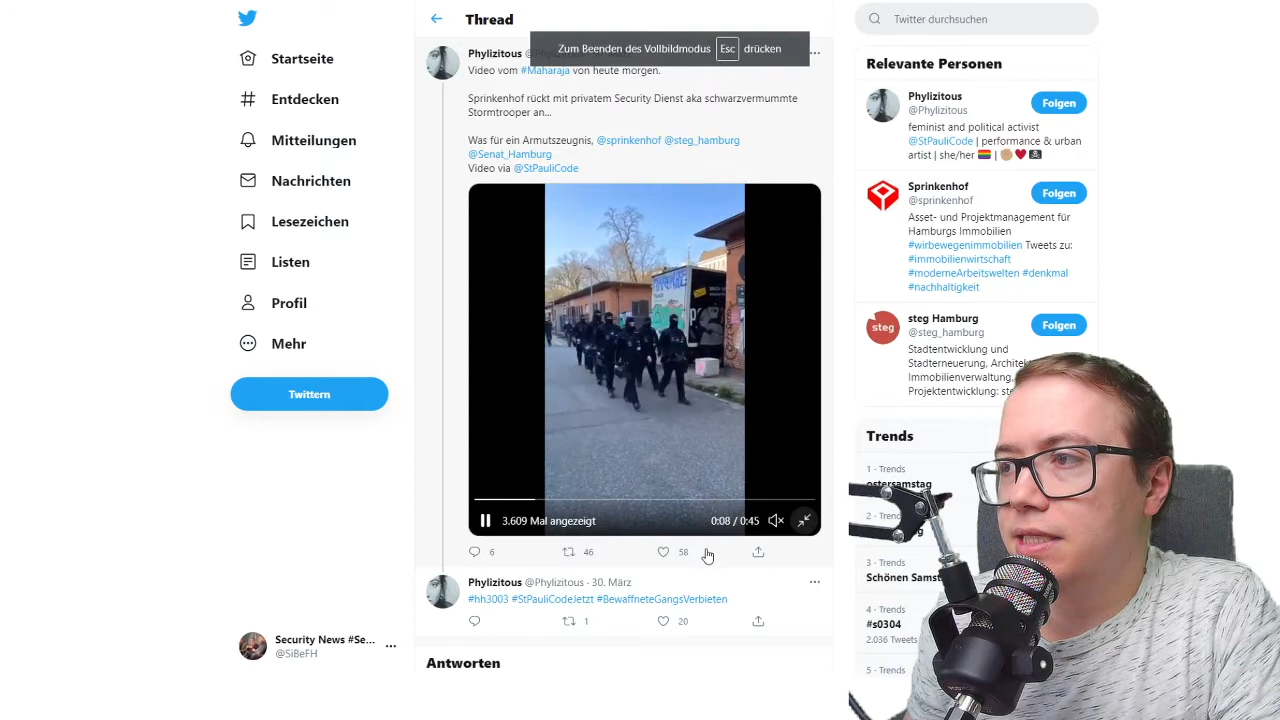 Startseite
Entdecken
Mitteilungen
Nachrichten
Lesezeichen
Listen
Profil
Mehr
Twittern
Security News #Se...
@SiBeFH
Thread
Zum Beenden des Vollbildmodus Esc drücken
Phylizitous
Video vom #Maharaja von heute morgen.
Sprinkenhof rückt mit privatem Security Dienst aka schwarzvermummte
Stormtrooper an...
Was für ein Armutszeugnis, @sprinkenhof @steg_hamburg
@Senat_Hamburg
Video via @StPauliCode
3.609 Mal angezeigt
0:08 / 0:45
6 46 58
Phylizitous @Phylizitous · 30. März
#hh3003 #StPauliCodeJetzt #BewaffneteGangsVerbieten
1 20
Antworten
Twitter durchsuchen
Relevante Personen
Phylizitous
@Phylizitous
Folgen
feminist and political activist
@StPauliCode | performance & urban
artist | she/her
Sprinkenhof
@sprinkenhof
Folgen
Asset- und Projektmanagement für
Hamburgs Immobilien
#wirbewegenimmobilien Tweets zu:
#immobilienwirtschaft
#moderneArbeitswelten #denkmal
#nachhaltigkeit
steg
steg Hamburg
@steg_hamburg
Folgen
Stadtentwicklung und
Stadterneuerung, Archite
Immobilienverwaltung,
Projektentwicklung: ste
Trends
1 · Trends
ostersamstag
2 · Trend
3 · Trends
Schönen Samst
4 · Trends
#s0304
2.036 Tweets
5 · Trends